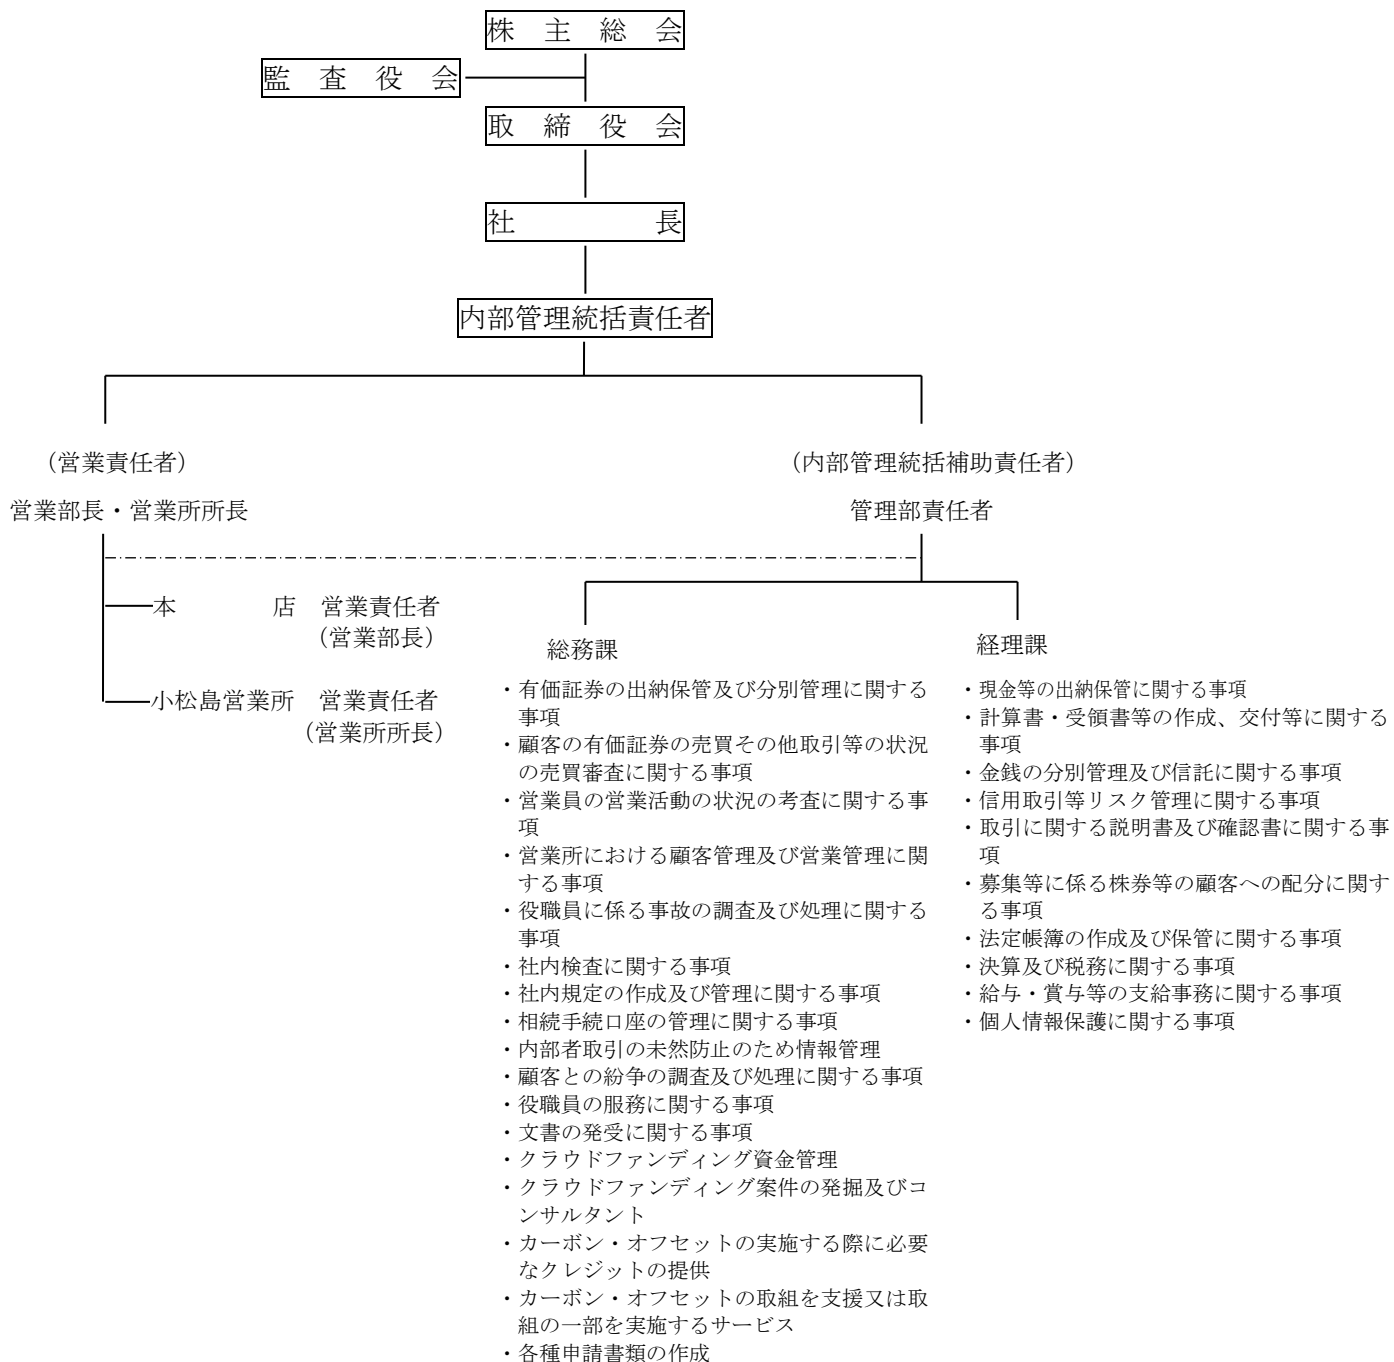 株　主　総　会
監　査　役　会
取　締　役　会
社　　　　　長
内部管理統括責任者
（営業責任者）
営業部長・営業所所長
（内部管理統括補助責任者）
管理部責任者
本　　　　店　営業責任者
（営業部長）
小松島営業所　営業責任者
（営業所所長）
総務課
・有価証券の出納保管及び分別管理に関する
事項
・顧客の有価証券の売買その他取引等の状況
の売買審査に関する事項
・営業員の営業活動の状況の考査に関する事
項
・営業所における顧客管理及び営業管理に関
する事項
・役職員に係る事故の調査及び処理に関する
事項
・社内検査に関する事項
・社内規定の作成及び管理に関する事項
・相続手続口座の管理に関する事項
・内部者取引の未然防止のため情報管理
・顧客との紛争の調査及び処理に関する事項
・役職員の服務に関する事項
・文書の発受に関する事項
・クラウドファンディング資金管理
・クラウドファンディング案件の発掘及びコ
ンサルタント
・カーボン・オフセットの実施する際に必要
なクレジットの提供
・カーボン・オフセットの取組を支援又は取
組の一部を実施するサービス
・各種申請書類の作成
経理課
・現金等の出納保管に関する事項
・計算書・受領書等の作成、交付等に関する
事項
・金銭の分別管理及び信託に関する事項
・信用取引等リスク管理に関する事項
・取引に関する説明書及び確認書に関する事
項
・募集等に係る株券等の顧客への配分に関す
る事項
・法定帳簿の作成及び保管に関する事項
・決算及び税務に関する事項
・給与・賞与等の支給事務に関する事項
・個人情報保護に関する事項